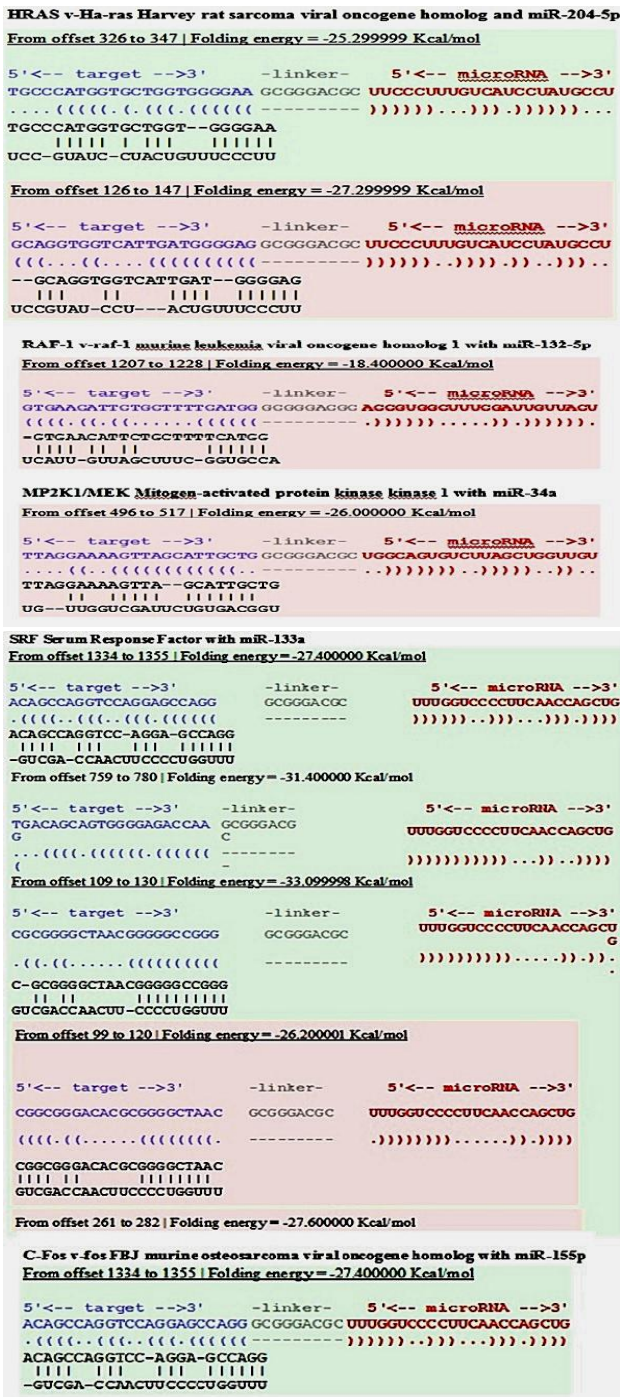 HRAS v-Ha-ras Harvey rat sarcoma viral oncogene homolog and miR-204-5p
From offset 326 to 347 | Folding energy = -25.299999 Kcal/mol
5'<-- target -->3' -linker- 5'<-- microRNA -->3'
TGCCCATGGTGCTGGTGGGGAA GCGGGACGC UUCCCUUUGUCAUCCUAUGCCU
....(((((.(.(((.(((((( --------- ))))))...))).)))))))...
TGCCCATGGTGCTGGT--GGGGAA
||||| | ||| ||||||
UCC-GUAUC-CUACUGUUUCCCUU
From offset 126 to 147 | Folding energy = -27.299999 Kcal/mol
5'<-- target -->3' -linker- 5'<-- microRNA -->3'
GCAGGTGGTCATTGATGGGGAG GCGGGACGC UUCCCUUUGUCAUCCUAUGCCU
(((...((....(((((((((( --------- ))))))..)))).))..)))..
--GCAGGTGGTCATTGAT--GGGGAG
||| || |||| ||||||
UCCGUAU-CCU---ACUGUUUCCCUU
RAF-1 v-raf-1 murine leukemia viral oncogene homolog 1 with miR-132-5p
From offset 1207 to 1228 | Folding energy = -18.400000 Kcal/mol
5'<-- target -->3' -linker- 5'<-- microRNA -->3'
GTGAAGATTCTGCTTTTCATGG GCGGGACGC ACCGUGGCUUUCGAUUGUUACU
((((.((..((......(((((( --------- .)))))).....)).)))))).
-GTGAACATTCTGCTTTTCATGG
|||| || || ||||||
UCAUU-GUUAGCUUUC-GGUGCCA
MP2K1/MEK Mitogen-activated protein kinase kinase 1 with miR-34a
From offset 496 to 517 | Folding energy = -26.000000 Kcal/mol
5'<-- target -->3' -linker- 5'<-- microRNA -->3'
TTAGGAAAAGTTAGCATTGCTG GCGGGACGC UGGCAGUGUCUUAGCUGGUUGU
....((..((((((((((((((. --------- ..)))))))..)))))..))..
TTAGGAAAAGTTA--GCATTGCTG
|| ||||| |||||||
UG--UUGGUCGAUUCUGUGACGGU
SRF Serum Response Factor with miR-133a
From offset 1334 to 1355 | Folding energy = -27.400000 Kcal/mol
5'<-- target -->3' -linker- 5'<-- microRNA -->3'
ACAGCCAGGTCCAGGAGCCAGG GCGGGACGC UUUGGUCCCCUUCAACCAGCUG
.((((..(((..(((.(((((( --------- ))))))..)))...))).))))
ACAGCCAGGTCC-AGGA-GCCAGG
|||| ||| ||| ||||||
-GUCGA-CCAACUUCCCCUGGUUU
From offset 759 to 780 | Folding energy = -31.400000 Kcal/mol
5'<-- target -->3' -linker- 5'<-- microRNA -->3'
TGACAGCAGTGGGGAGACCAA GCGGGACG UUUGGUCCCCUUCAACCAGCUG
G C
...((((.((((((.(((((( -------- )))))))))))...))..))))
( -
From offset 109 to 130 | Folding energy = -33.099998 Kcal/mol
5'<-- target -->3' -linker- 5'<-- microRNA -->3'
CGCGGGGCTAACGGGGGCCGGG GCGGGACGC UUUGGUCCCCUUCAACCAGCU
G
.((.((......(((((((((( --------- )))))))))).....)).)).
.
C-GCGGGGCTAACGGGGGCCGGG
|| || ||||||||||
GUCGACCAACUU-CCCCUGGUUU
From offset 99 to 120 | Folding energy = -26.200001 Kcal/mol
5'<-- target -->3' -linker- 5'<-- microRNA -->3'
CGGCGGGACACGCGGGGCTAAC GCGGGACGC UUUGGUCCCCUUCAACCAGCUG
((((.((......((((((((. --------- .))))))))......)).))))
CGGCGGGACACGCGGGGCTAAC
|||| || ||||||||
GUCGACCAACUUCCCCUGGUUU
From offset 261 to 282 | Folding energy = -27.600000 Kcal/mol
C-Fos v-fos FBJ murine osteosarcoma viral oncogene homolog with miR-155p
From offset 1334 to 1355 | Folding energy = -27.400000 Kcal/mol
5'<-- target -->3' -linker- 5'<-- microRNA -->3'
ACAGCCAGGTCCAGGAGCCAGG GCGGGACGC UUUGGUCCCCUUCAACCAGCUG
.((((..(((..(((.(((((( --------- ))))))..)))...))).))))
ACAGCCAGGTCC-AGGA-GCCAGG
|||| ||| ||| ||||||
-GUCGA-CCAACUUCCCCUGGUUU